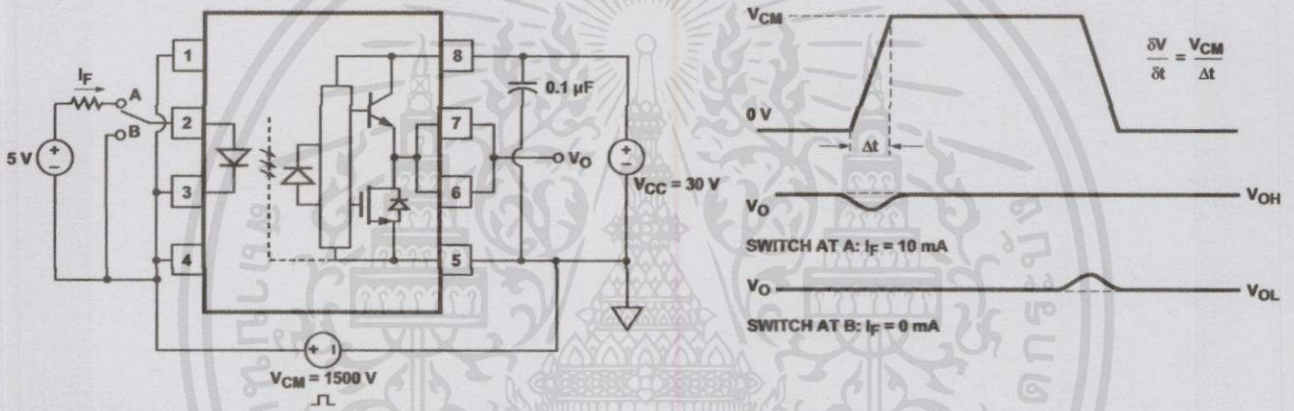 1
2
3
4
8
7
6
5
I_F
A
B
5 V
+
−
0.1 µF
V_O
+
−
V_CC = 30 V
+
V_CM = 1500 V
V_CM
0 V
Δt
δV/δt = V_CM/Δt
V_O
V_OH
SWITCH AT A: I_F = 10 mA
V_O
V_OL
SWITCH AT B: I_F = 0 mA